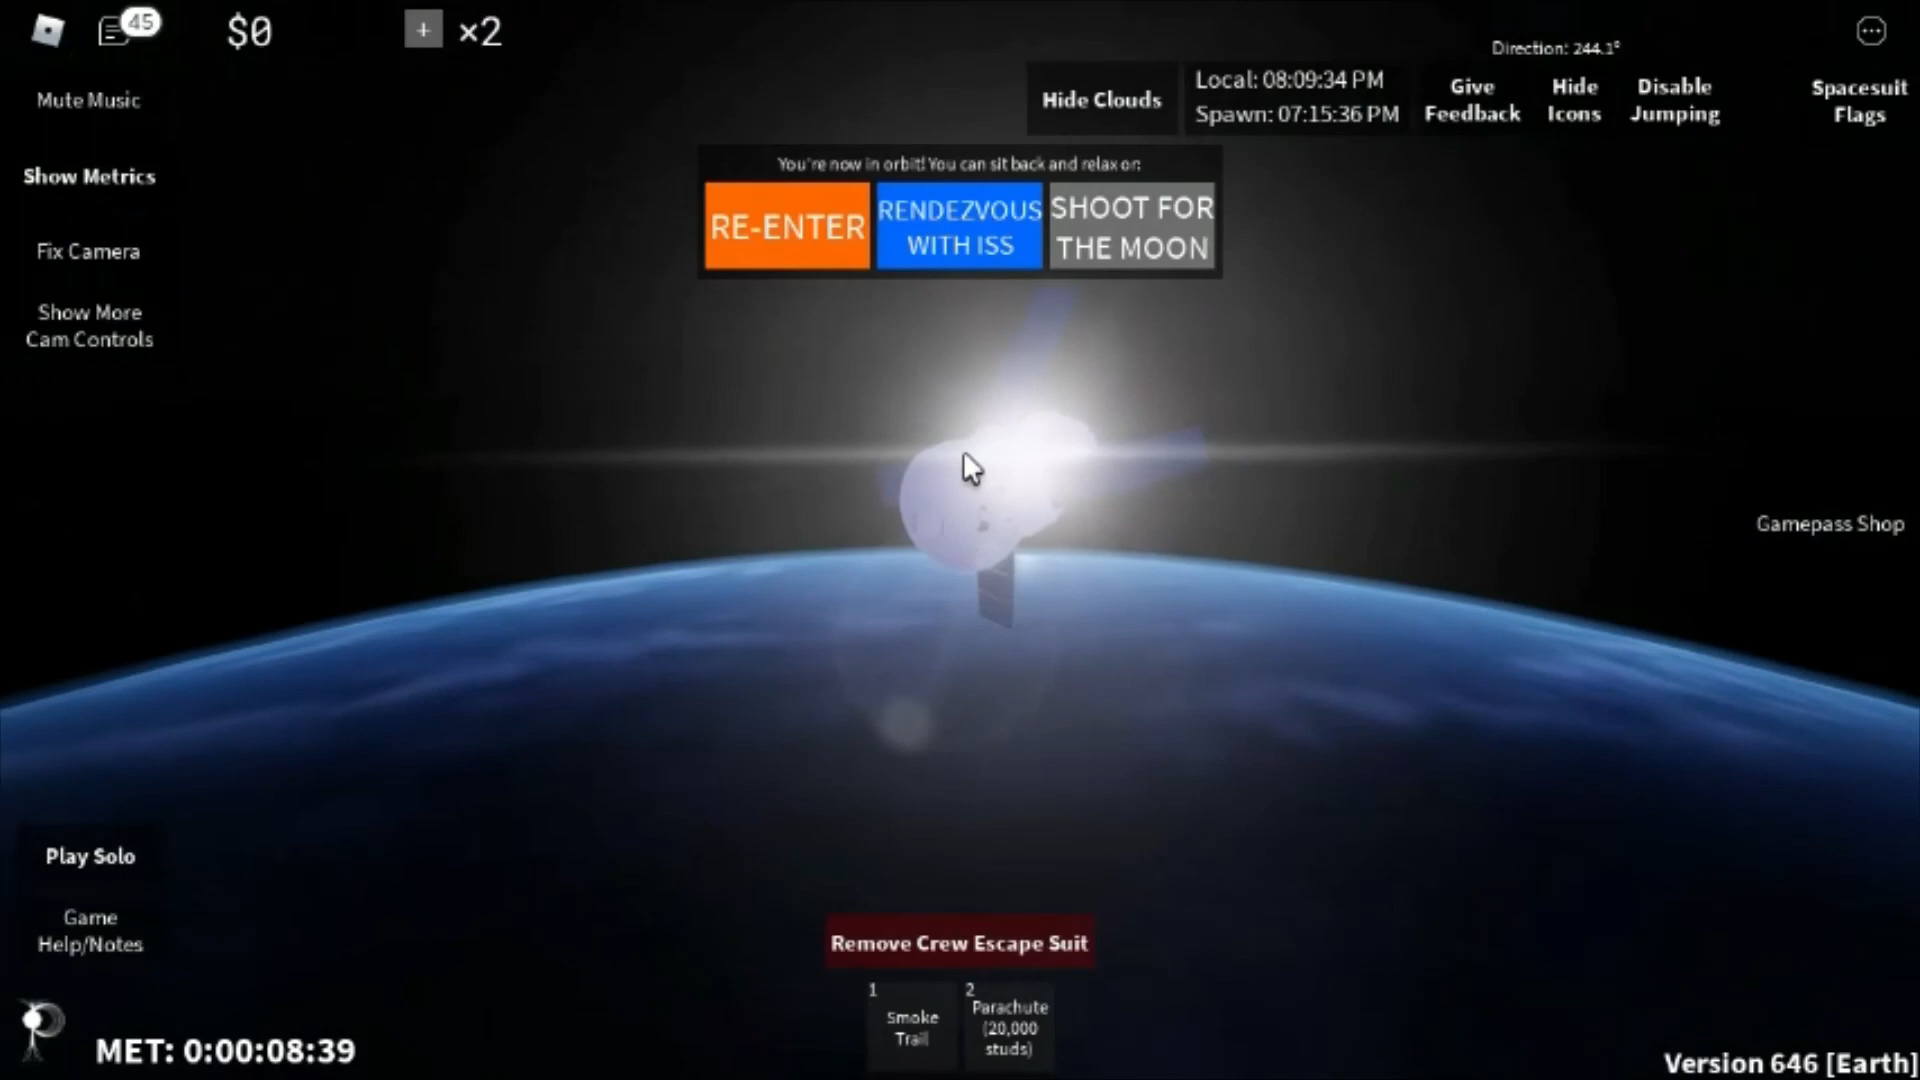 45
$0
+
×2
Direction: 244.1°
Mute Music
Hide Clouds
Local: 08:09:34 PM
Spawn: 07:15:36 PM
Give
Feedback
Hide
Icons
Disable
Jumping
Spacesuit
Flags
Show Metrics
You're now in orbit! You can sit back and relax or:
RE-ENTER
RENDEZVOUS
WITH ISS
SHOOT FOR
THE MOON
Fix Camera
Show More
Cam Controls
Gamepass Shop
Play Solo
Game
Help/Notes
Remove Crew Escape Suit
1
Smoke
Trail
2
Parachute
(20,000
studs)
MET: 0:00:08:39
Version 646 [Earth]